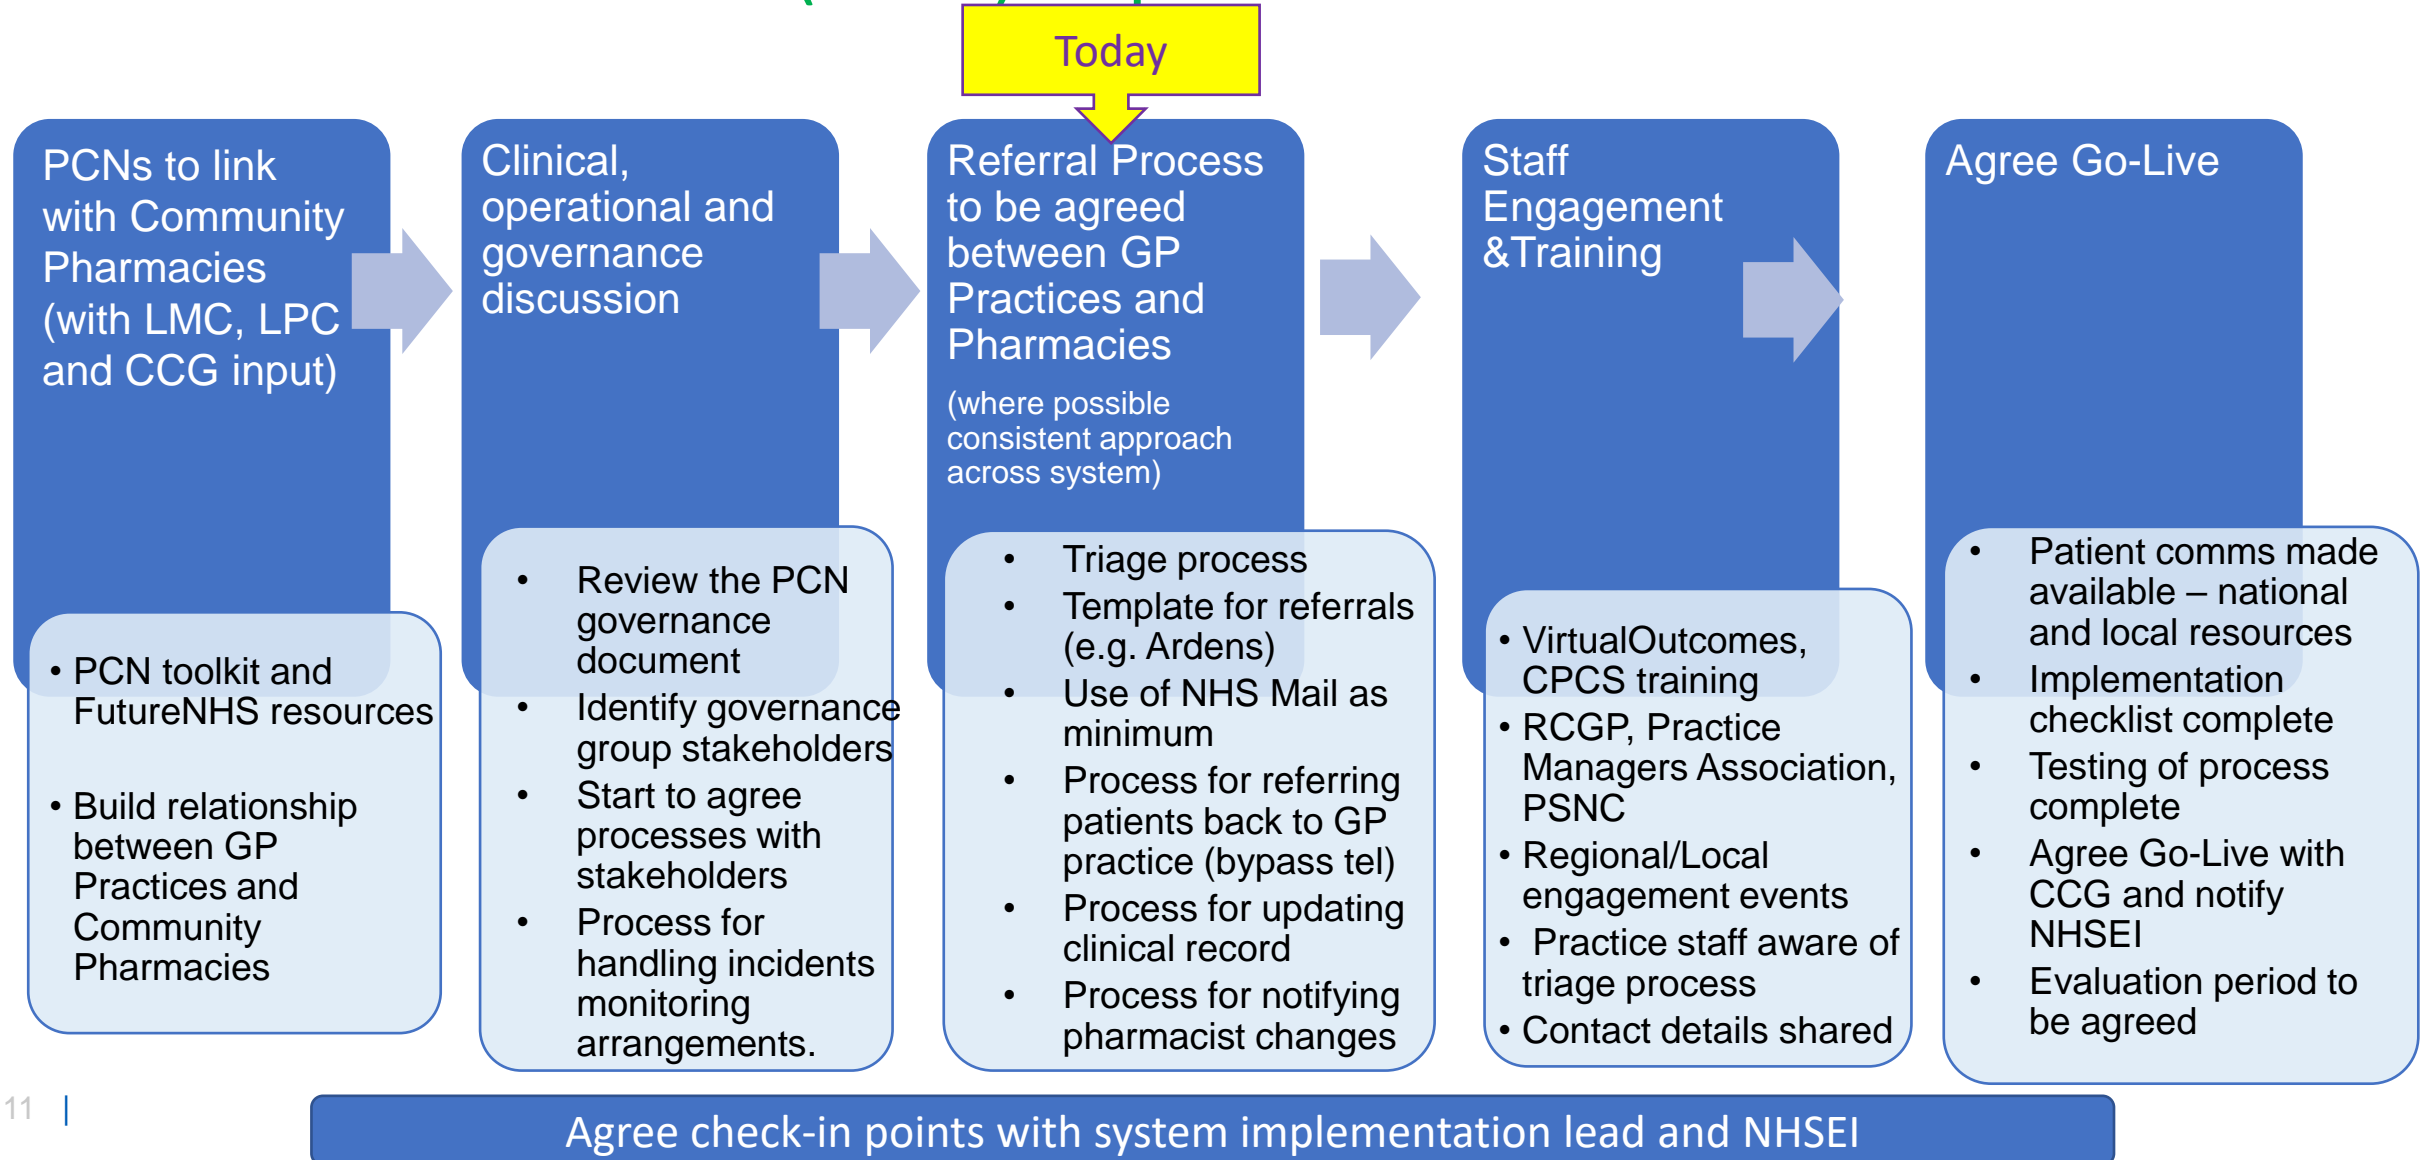 Today
PCNs to link
with Community
Pharmacies
(with LMC, LPC
and CCG input)
• PCN toolkit and
FutureNHS resources
• Build relationship
between GP
Practices and
Community
Pharmacies
Clinical,
operational and
governance
discussion
• Review the PCN
governance
document
• Identify governance
group stakeholders
• Start to agree
processes with
stakeholders
• Process for
handling incidents
monitoring
arrangements.
Referral Process
to be agreed
between GP
Practices and
Pharmacies
(where possible
consistent approach
across system)
• Triage process
• Template for referrals
(e.g. Ardens)
• Use of NHS Mail as
minimum
• Process for referring
patients back to GP
practice (bypass tel)
• Process for updating
clinical record
• Process for notifying
pharmacist changes
Staff
Engagement
&Training
• VirtualOutcomes,
CPCS training
• RCGP, Practice
Managers Association,
PSNC
• Regional/Local
engagement events
• Practice staff aware of
triage process
• Contact details shared
Agree Go-Live
• Patient comms made
available – national
and local resources
• Implementation
checklist complete
• Testing of process
complete
• Agree Go-Live with
CCG and notify
NHSEI
• Evaluation period to
be agreed
11 |
Agree check-in points with system implementation lead and NHSEI